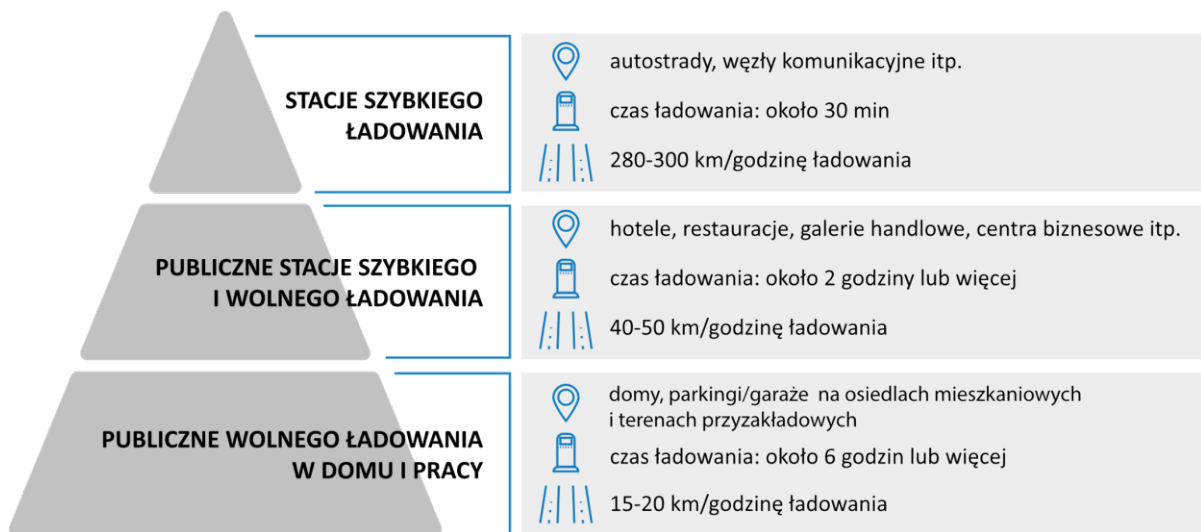 STACJE SZYBKIEGO
ŁADOWANIA
autostrady, węzły komunikacyjne itp.
czas ładowania: około 30 min
280-300 km/godzinę ładowania
PUBLICZNE STACJE SZYBKIEGO
I WOLNEGO ŁADOWANIA
hotele, restauracje, galerie handlowe, centra biznesowe itp.
czas ładowania: około 2 godziny lub więcej
40-50 km/godzinę ładowania
PUBLICZNE WOLNEGO ŁADOWANIA
W DOMU I PRACY
domy, parkingi/garaże na osiedlach mieszkaniowych
i terenach przyzakładowych
czas ładowania: około 6 godzin lub więcej
15-20 km/godzinę ładowania